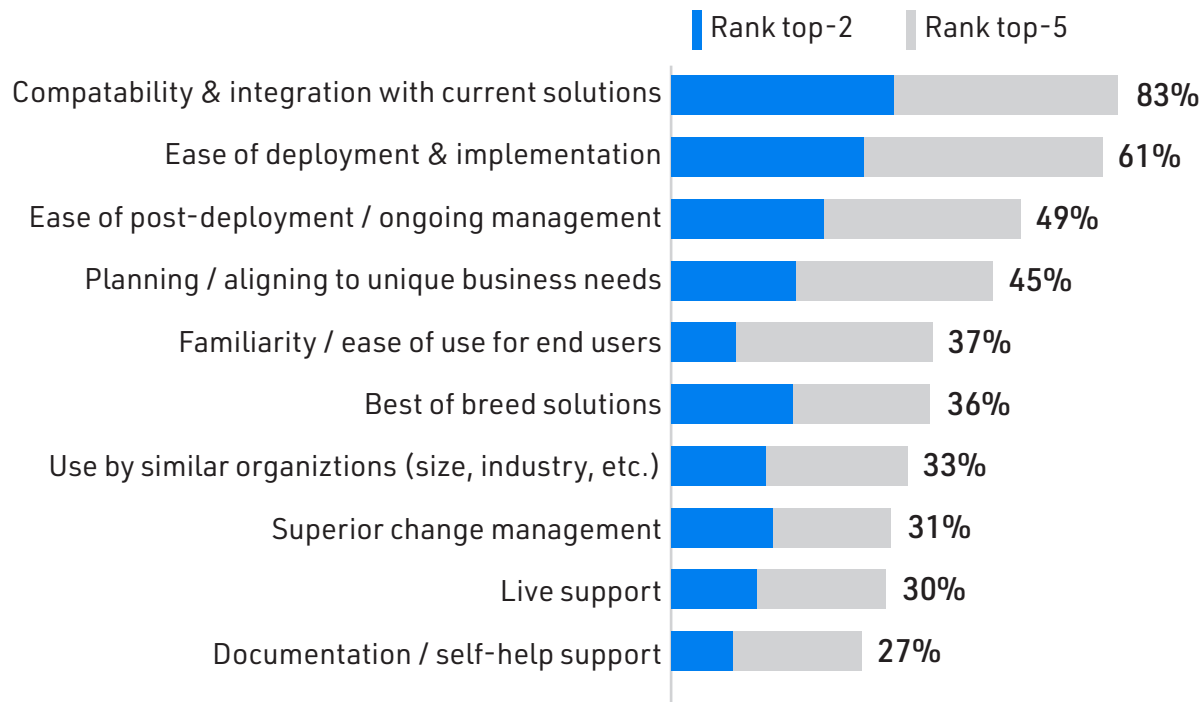 Rank top-2 Rank top-5
Compatability & integration with current solutions 83%
Ease of deployment & implementation 61%
Ease of post-deployment / ongoing management 49%
Planning / aligning to unique business needs 45%
Familiarity / ease of use for end users 37%
Best of breed solutions 36%
Use by similar organiztions (size, industry, etc.) 33%
Superior change management 31%
Live support 30%
Documentation / self-help support 27%